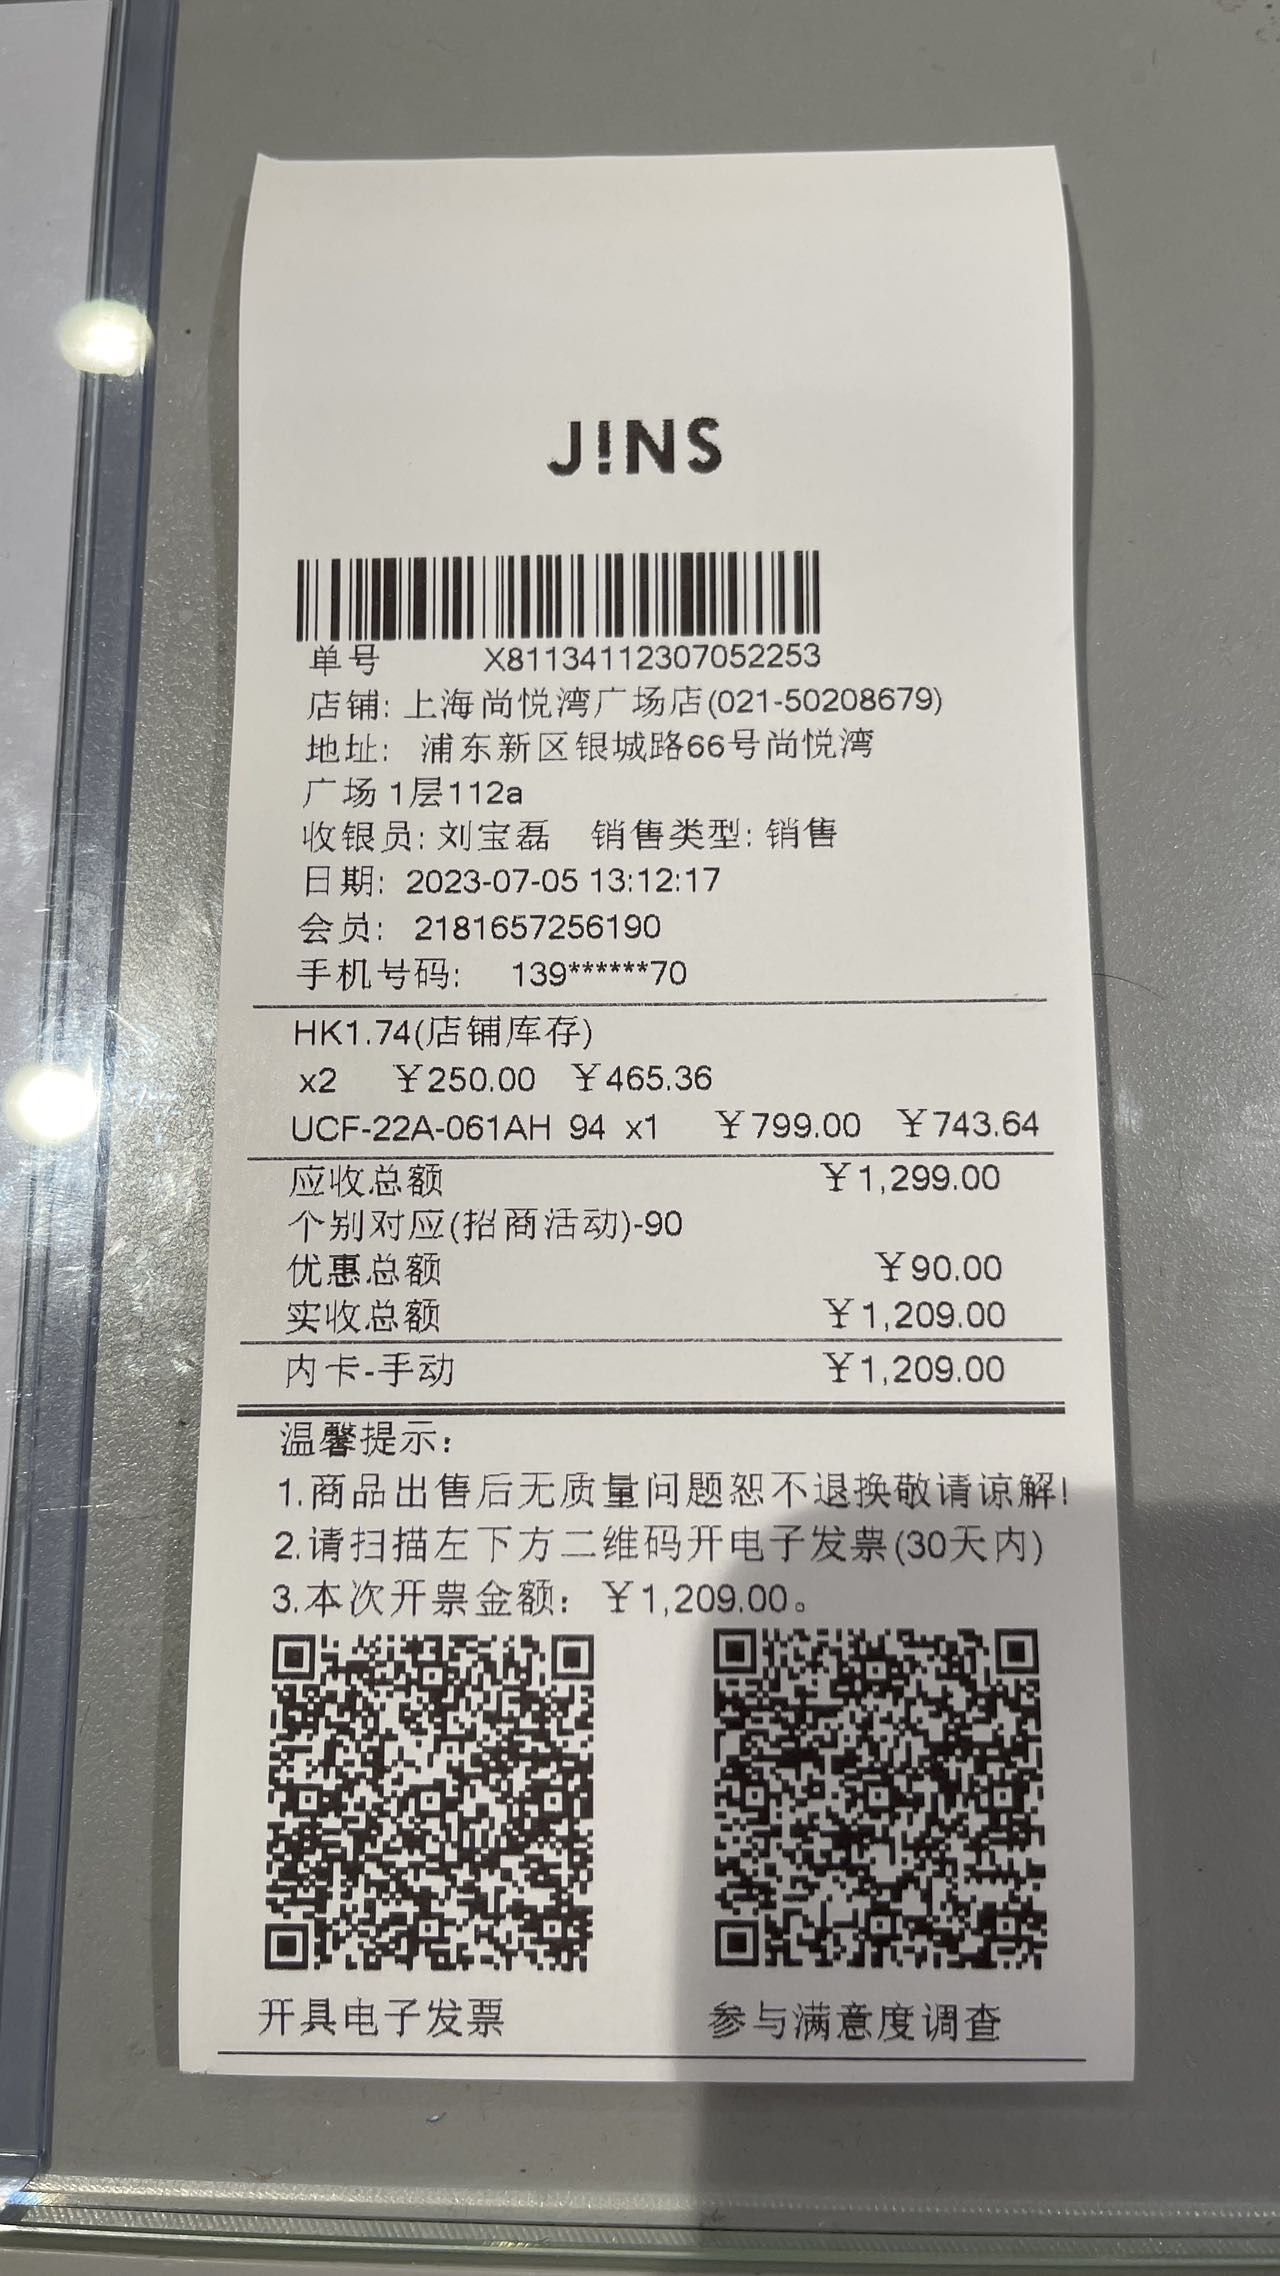 J!NS
单号 X81134112307052253
店铺: 上海尚悦湾广场店(021-50208679)
地址: 浦东新区银城路66号尚悦湾
广场 1层112a
收银员: 刘宝磊 销售类型: 销售
日期: 2023-07-05 13:12:17
会员: 2181657256190
手机号码: 139******70
HK1.74(店铺库存)
x2 ￥250.00 ￥465.36
UCF-22A-061AH 94 x1 ￥799.00 ￥743.64
应收总额 ￥1,299.00
个别对应(招商活动)-90
优惠总额 ￥90.00
实收总额 ￥1,209.00
内卡-手动 ￥1,209.00
温馨提示:
1.商品出售后无质量问题恕不退换敬请谅解!
2.请扫描左下方二维码开电子发票(30天内)
3.本次开票金额: ￥1,209.00。
开具电子发票 参与满意度调查